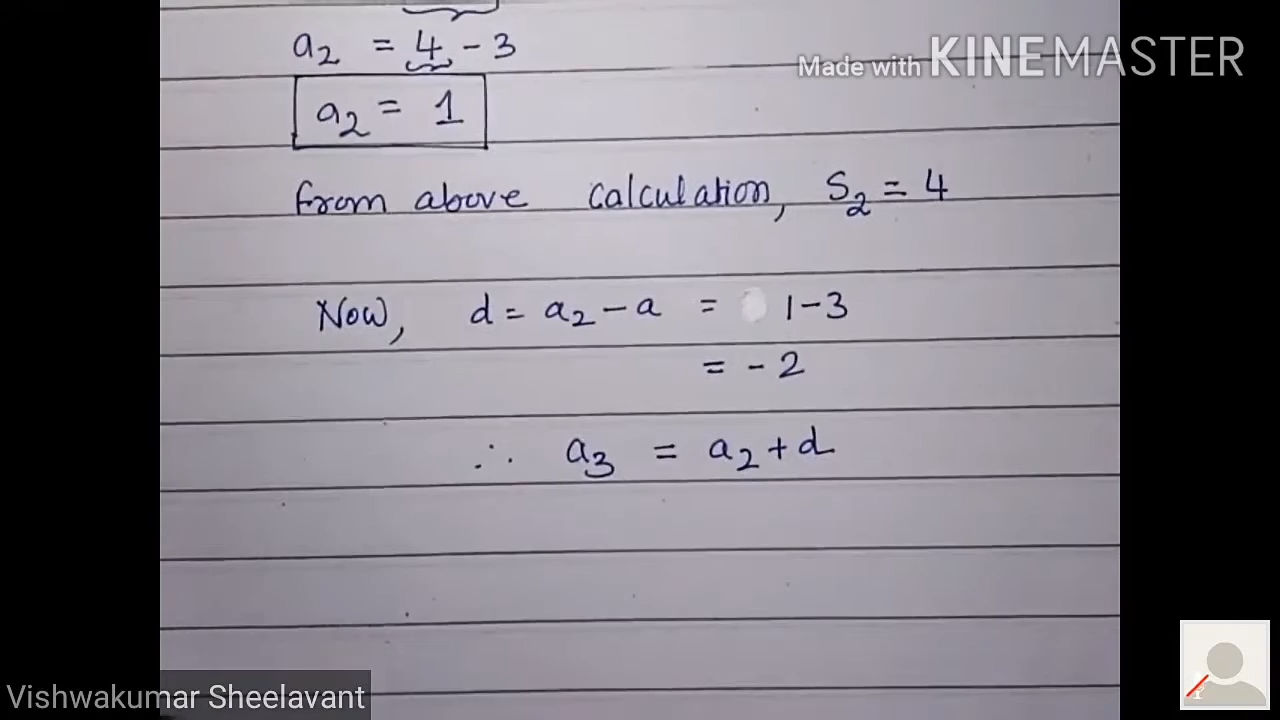 a₂ = 4 - 3
Made with KINEMASTER
a₂ = 1
from above calculation, S₂ = 4
Now, d = a₂ - a = 1 - 3
= - 2
∴ a₃ = a₂ + d
Vishwakumar Sheelavant